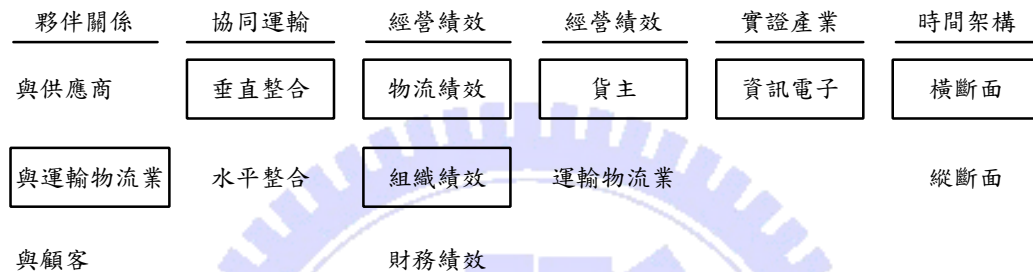 夥伴關係 協同運輸 經營績效 經營績效 實證產業 時間架構
與供應商 垂直整合 物流績效 貨主 資訊電子 橫斷面
與運輸物流業 水平整合 組織績效 運輸物流業 縱斷面
與顧客 財務績效